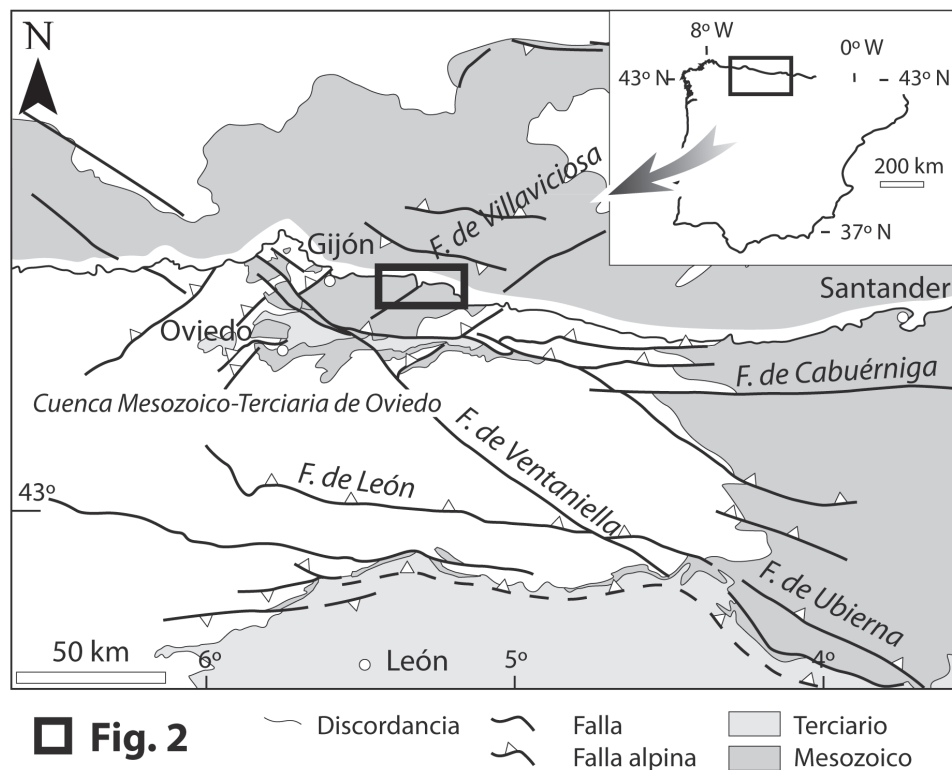 N
8º W
0º W
43º N
43º N
200 km
37º N
F. de Villaviciosa
Gijón
Santander
Oviedo
F. de Cabuérniga
Cuenca Mesozoico-Terciaria de Oviedo
F. de Ventaniella
F. de León
43º
F. de Ubierna
50 km
6º
León
5º
4º
Fig. 2
Discordancia
Falla
Falla alpina
Terciario
Mesozoico